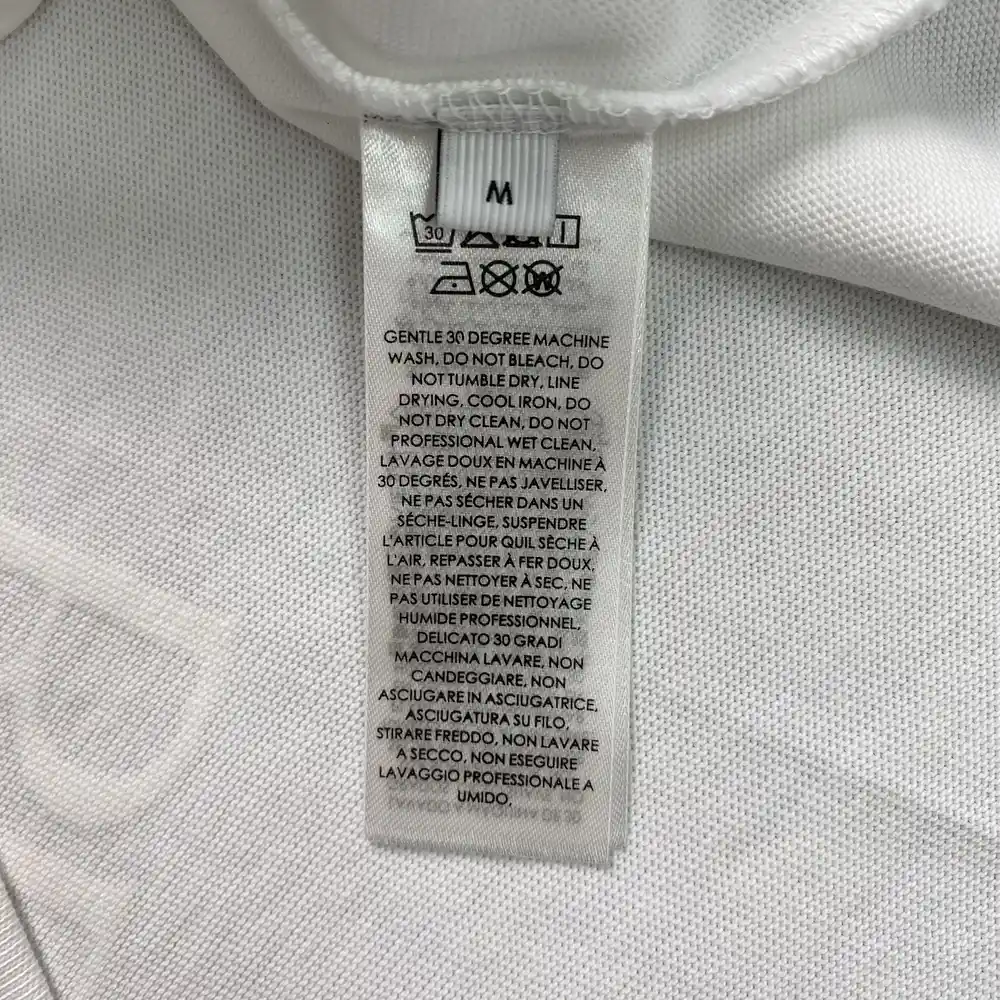 M
30
W
GENTLE 30 DEGREE MACHINE
WASH, DO NOT BLEACH, DO
NOT TUMBLE DRY, LINE
DRYING, COOL IRON, DO
NOT DRY CLEAN, DO NOT
PROFESSIONAL WET CLEAN,
LAVAGE DOUX EN MACHINE À
30 DEGRÉS, NE PAS JAVELLISER,
NE PAS SÉCHER DANS UN
SÉCHE-LINGE, SUSPENDRE
L'ARTICLE POUR QUIL SÈCHE À
L'AIR, REPASSER À FER DOUX,
NE PAS NETTOYER À SEC, NE
PAS UTILISER DE NETTOYAGE
HUMIDE PROFESSIONNEL,
DELICATO 30 GRADI
MACCHINA LAVARE, NON
CANDEGGIARE, NON
ASCIUGARE IN ASCIUGATRICE,
ASCIUGATURA SU FILO,
STIRARE FREDDO, NON LAVARE
A SECCO, NON ESEGUIRE
LAVAGGIO PROFESSIONALE A
UMIDO,